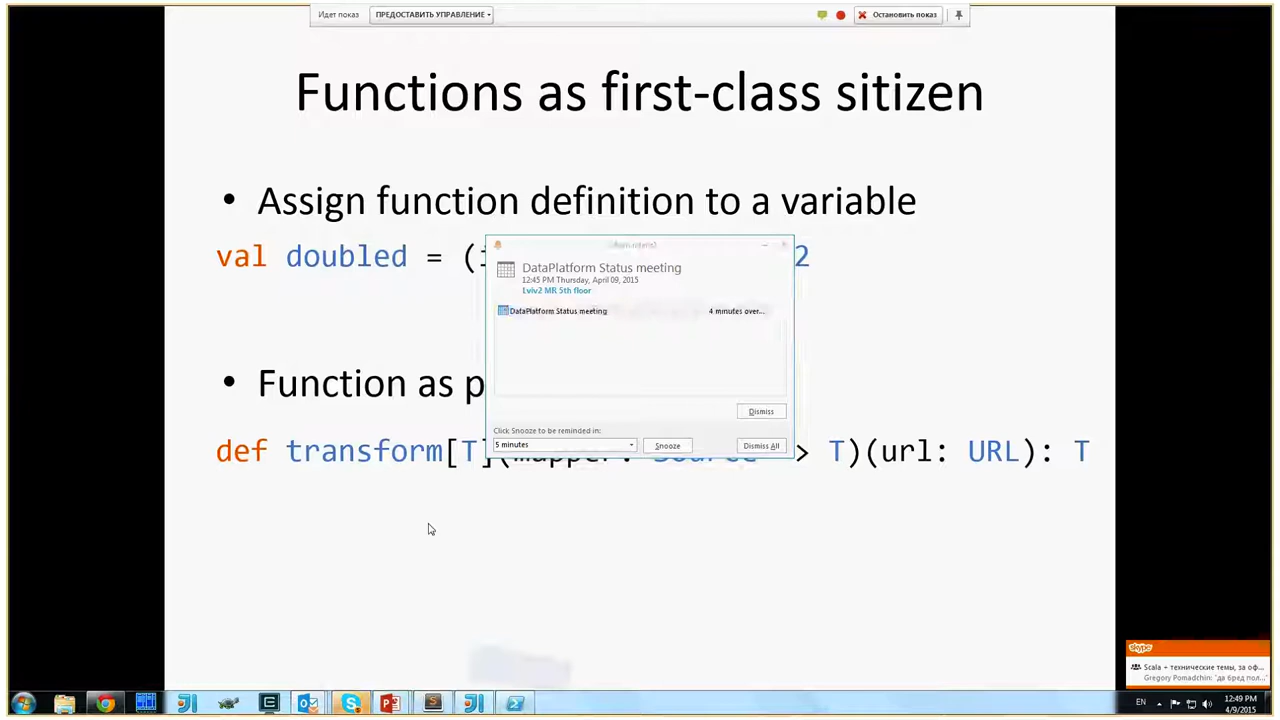 Идет показ ПРЕДОСТАВИТЬ УПРАВЛЕНИЕ Остановить показ
Functions as first-class sitizen
• Assign function definition to a variable
val doubled = ( 2
DataPlatform Status meeting
12:45 PM Thursday, April 09, 2015
Lviv2 MR 5th floor
DataPlatform Status meeting 4 minutes over...
• Function as p
Dismiss
Click Snooze to be reminded in:
5 minutes Snooze Dismiss All
def transform[T](mapper: Source => T)(url: URL): T
skype
Scala + технические темы, за оф...
Gregory Pomadchin: "да бред пол...
EN 12:49 PM
4/9/2015